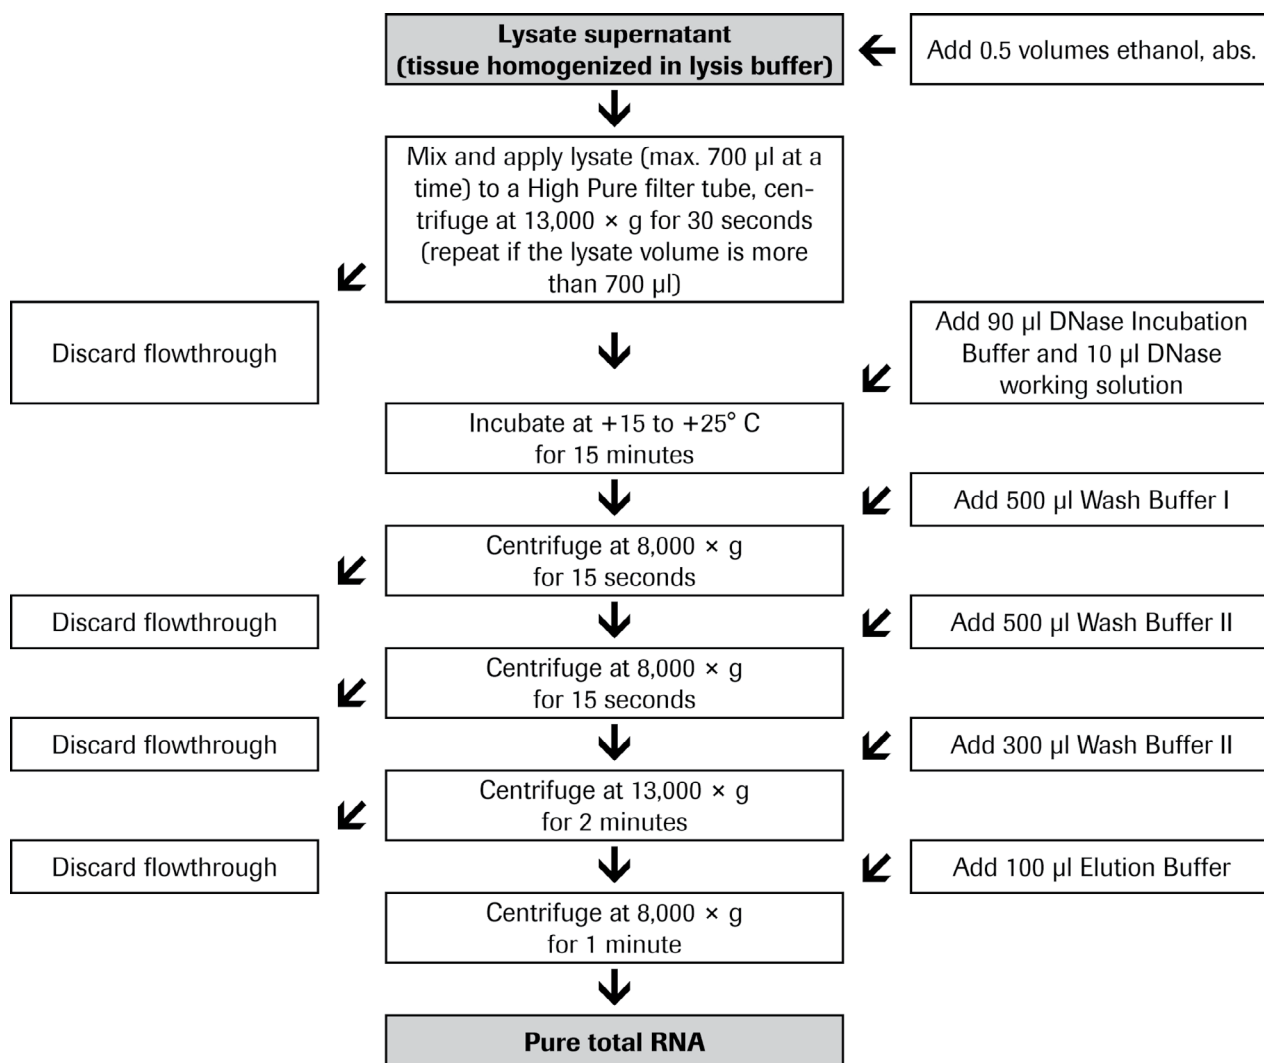 Lysate supernatant
(tissue homogenized in lysis buffer)
Add 0.5 volumes ethanol, abs.
Mix and apply lysate (max. 700 µl at a
time) to a High Pure filter tube, cen-
trifuge at 13,000 × g for 30 seconds
(repeat if the lysate volume is more
than 700 µl)
Discard flowthrough
Add 90 µl DNase Incubation
Buffer and 10 µl DNase
working solution
Incubate at +15 to +25° C
for 15 minutes
Add 500 µl Wash Buffer I
Centrifuge at 8,000 × g
for 15 seconds
Discard flowthrough
Add 500 µl Wash Buffer II
Centrifuge at 8,000 × g
for 15 seconds
Discard flowthrough
Add 300 µl Wash Buffer II
Centrifuge at 13,000 × g
for 2 minutes
Discard flowthrough
Add 100 µl Elution Buffer
Centrifuge at 8,000 × g
for 1 minute
Pure total RNA